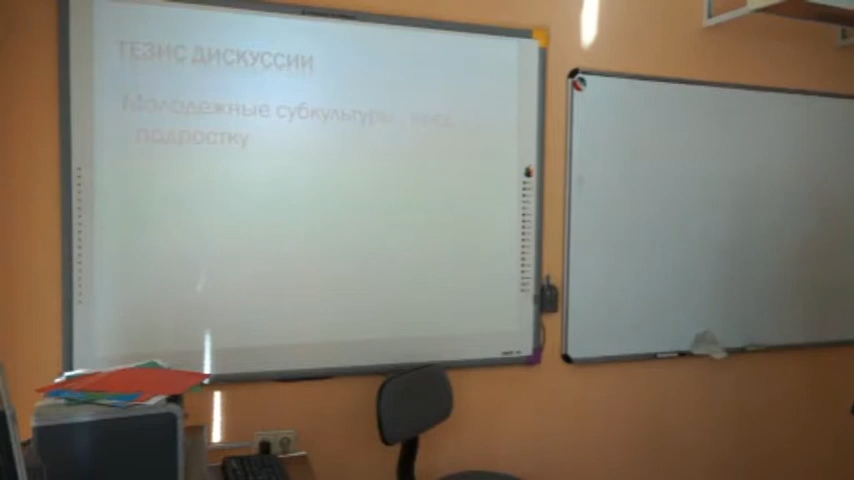 ТЕЗИС ДИСКУССИИ
Молодежные субкультуры
подростку